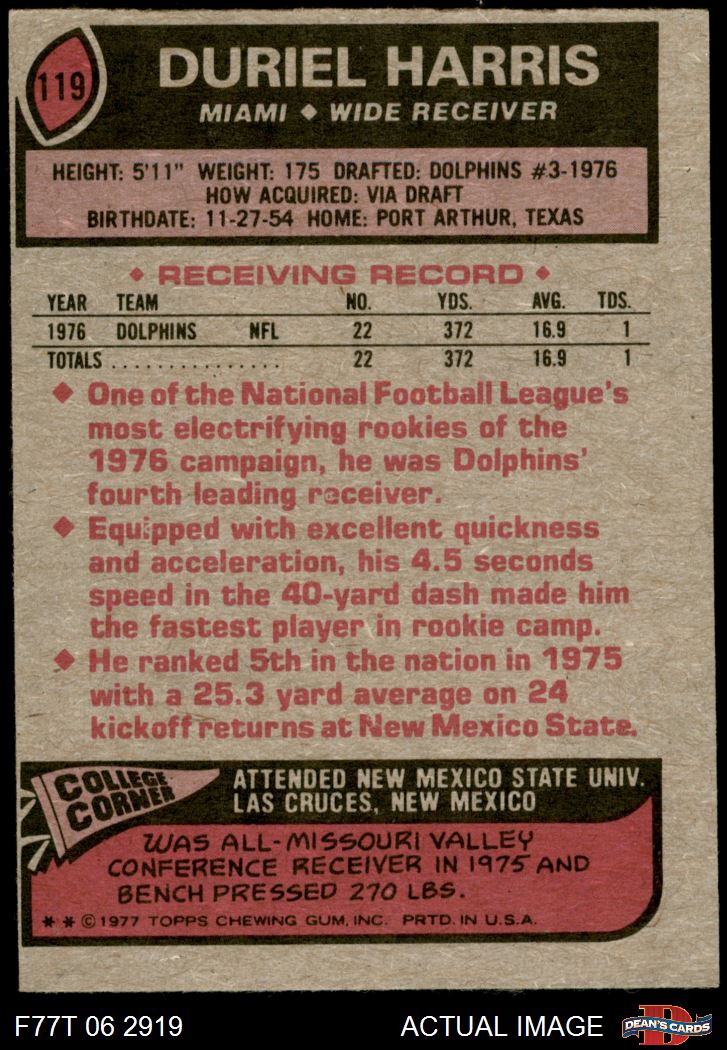 119
DURIEL HARRIS
MIAMI ◆ WIDE RECEIVER
HEIGHT: 5'11" WEIGHT: 175 DRAFTED: DOLPHINS #3-1976
HOW ACQUIRED: VIA DRAFT
BIRTHDATE: 11-27-54 HOME: PORT ARTHUR, TEXAS
◆ RECEIVING RECORD ◆
YEAR TEAM NO. YDS. AVG. TDS.
1976 DOLPHINS NFL 22 372 16.9 1
TOTALS . . . . . . . . . . . . . . . 22 372 16.9 1
◆ One of the National Football League's
most electrifying rookies of the
1976 campaign, he was Dolphins'
fourth leading receiver.
◆ Equipped with excellent quickness
and acceleration, his 4.5 seconds
speed in the 40-yard dash made him
the fastest player in rookie camp.
◆ He ranked 5th in the nation in 1975
with a 25.3 yard average on 24
kickoff returns at New Mexico State.
COLLEGE
CORNER
ATTENDED NEW MEXICO STATE UNIV.
LAS CRUCES, NEW MEXICO
WAS ALL-MISSOURI VALLEY
CONFERENCE RECEIVER IN 1975 AND
BENCH PRESSED 270 LBS.
* * © 1977 TOPPS CHEWING GUM, INC. PRTD. IN U.S.A.
F77T 06 2919
ACTUAL IMAGE
D
DEAN'S CARDS